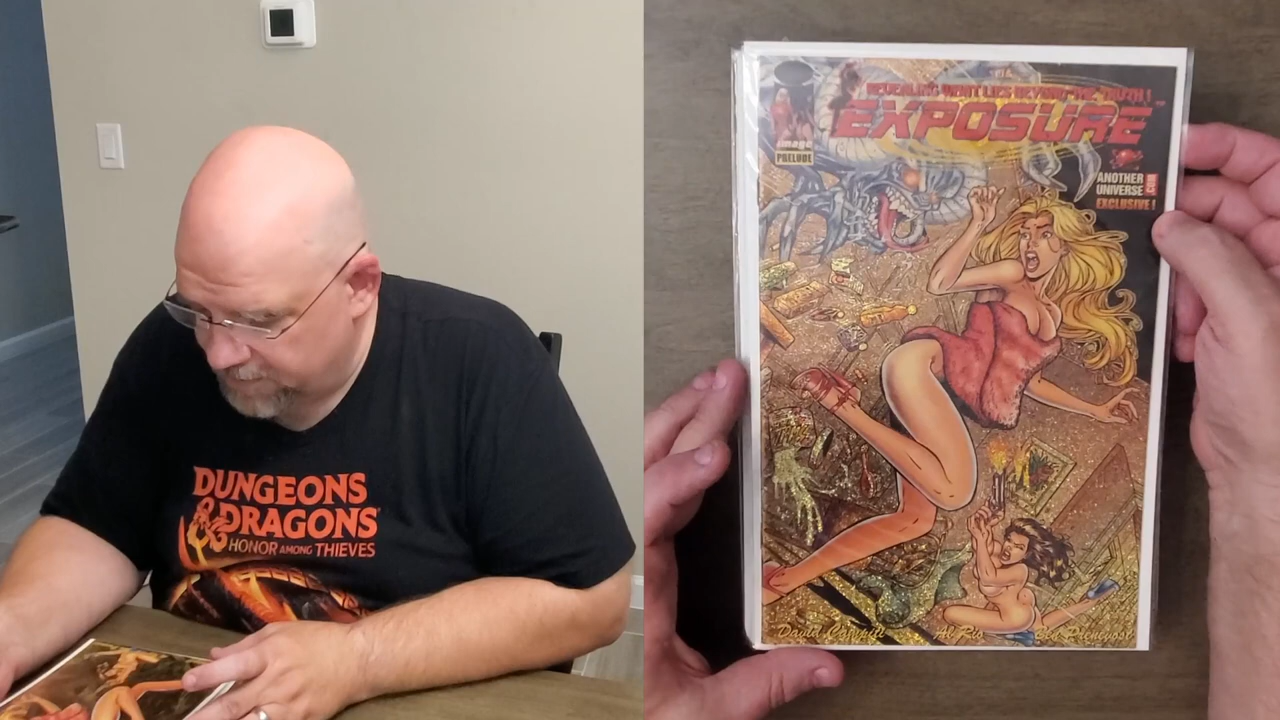 DUNGEONS
& DRAGONS
HONOR AMONG THIEVES
REVEALING WHAT LIES BEYOND THE TRUTH!
EXPOSURE
image
PRELUDE
ANOTHER
UNIVERSE .COM
EXCLUSIVE!
David Campiti Al Rio